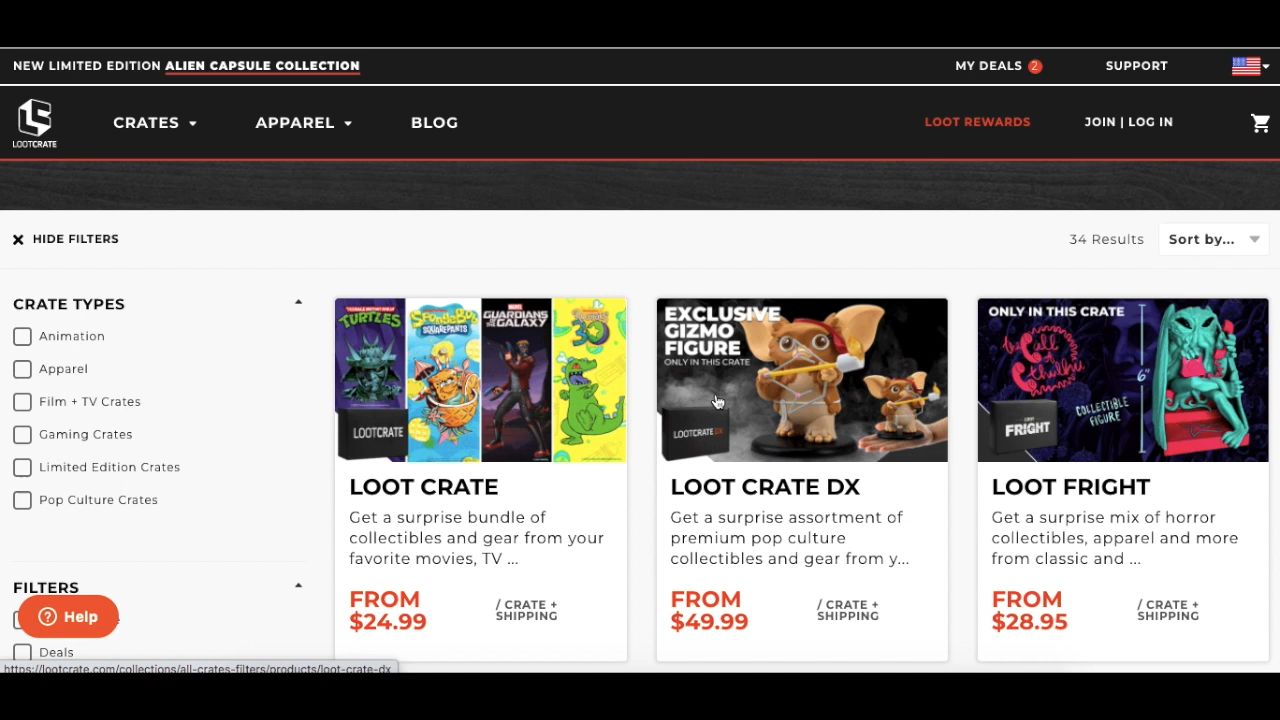 NEW LIMITED EDITION ALIEN CAPSULE COLLECTION
MY DEALS 2
SUPPORT
LOOTCRATE
CRATES
APPAREL
BLOG
LOOT REWARDS
JOIN | LOG IN
HIDE FILTERS
34 Results
Sort by...
CRATE TYPES
Animation
Apparel
Film + TV Crates
Gaming Crates
Limited Edition Crates
Pop Culture Crates
FILTERS
Help
Deals
TURTLES
SPONGEBOB
SQUAREPANTS
MARVEL
GUARDIANS
OF THE GALAXY
30
LOOTCRATE
LOOT CRATE
Get a surprise bundle of
collectibles and gear from your
favorite movies, TV ...
FROM
$24.99
/ CRATE +
SHIPPING
EXCLUSIVE
GIZMO
FIGURE
ONLY IN THIS CRATE
LOOTCRATE DX
LOOT CRATE DX
Get a surprise assortment of
premium pop culture
collectibles and gear from y...
FROM
$49.99
/ CRATE +
SHIPPING
ONLY IN THIS CRATE
The Call of Cthulhu
6"
COLLECTIBLE
FIGURE
FRIGHT
LOOT FRIGHT
Get a surprise mix of horror
collectibles, apparel and more
from classic and ...
FROM
$28.95
/ CRATE +
SHIPPING
https://lootcrate.com/collections/all-crates-filters/products/loot-crate-dx